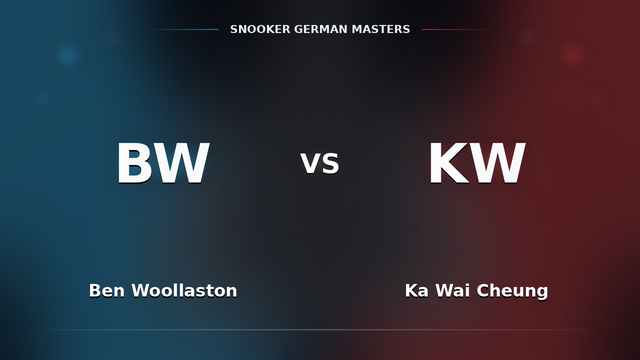 SNOOKER GERMAN MASTERS
BW
VS
KW
Ben Woollaston
Ka Wai Cheung